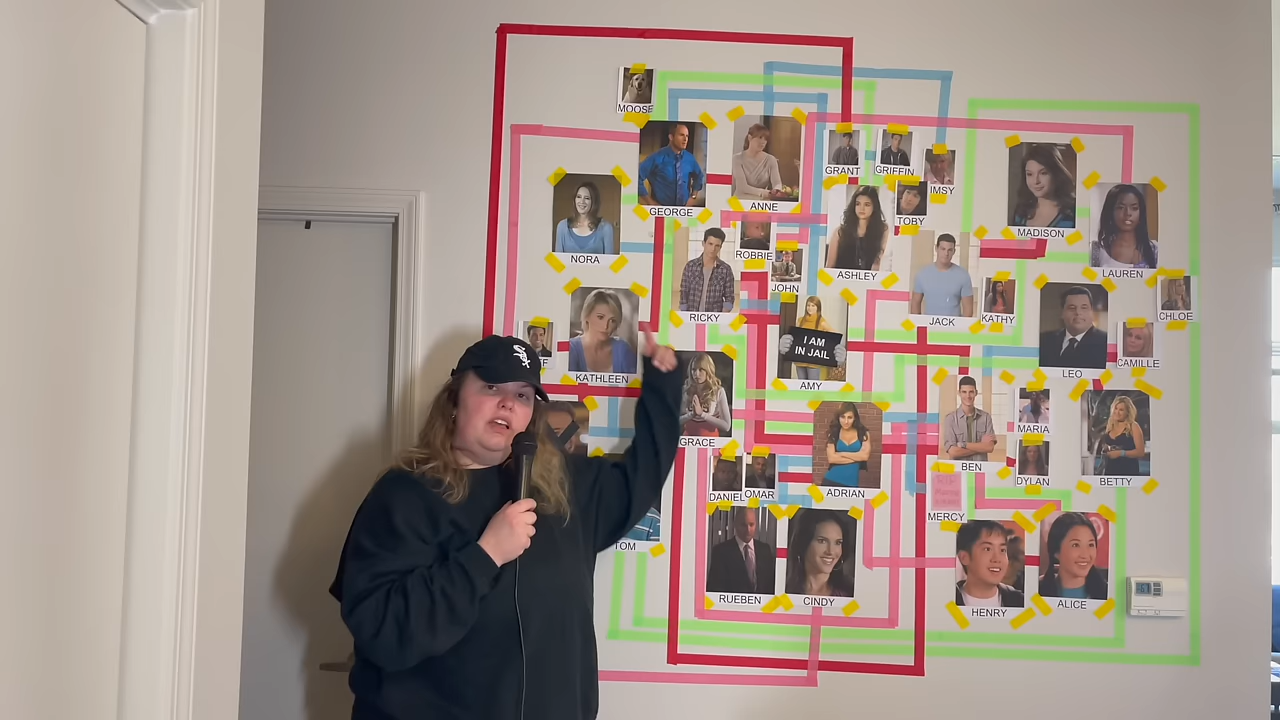 MOOSE
GEORGE
ANNE
GRANT
GRIFFIN
IMSY
TOBY
MADISON
NORA
ROBBIE
JOHN
ASHLEY
LAUREN
RICKY
JACK
KATHY
CHLOE
KATHLEEN
I AM
IN JAIL
AMY
LEO
CAMILLE
GRACE
MARIA
DANIEL
OMAR
ADRIAN
BEN
DYLAN
BETTY
MERCY
TOM
RUEBEN
CINDY
HENRY
ALICE
SOX